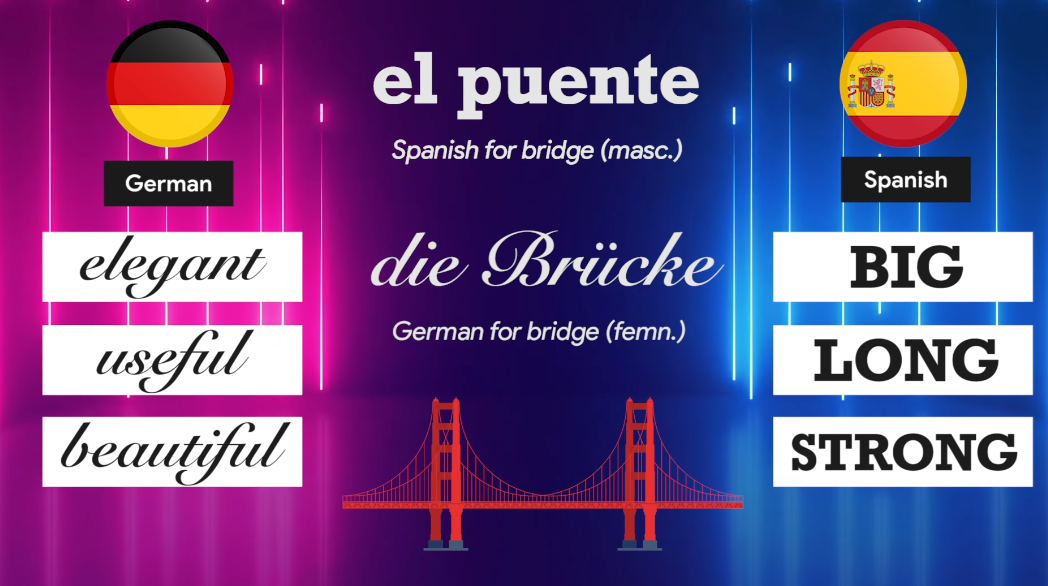 el puente
Spanish for bridge (masc.)
die Brücke
German for bridge (femn.)
German
elegant
useful
beautiful
Spanish
BIG
LONG
STRONG